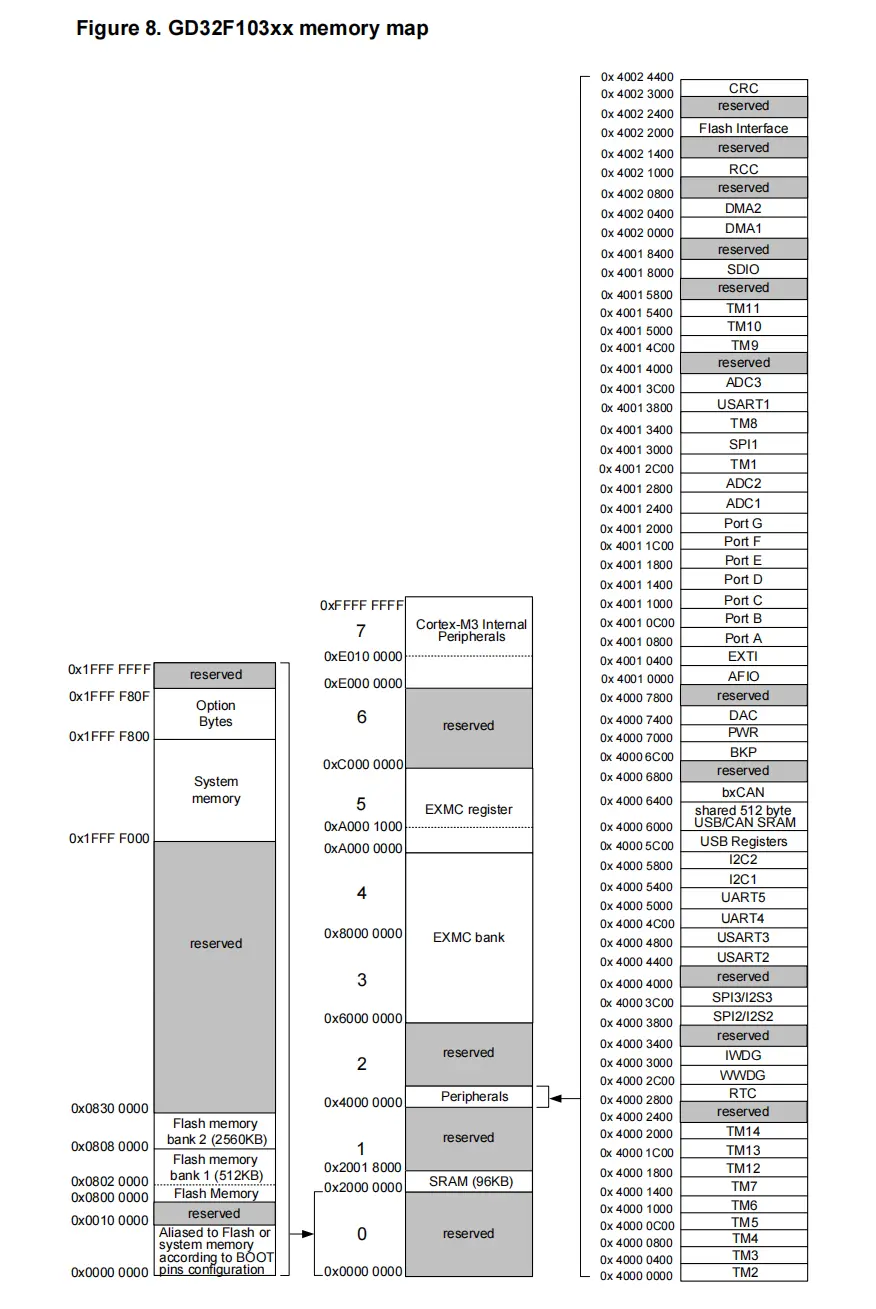 Figure 8. GD32F103xx memory map
0x1FFF FFFF
reserved
0x1FFF F80F
Option
Bytes
0x1FFF F800
System
memory
0x1FFF F000
reserved
0x0830 0000
Flash memory
bank 2 (2560KB)
0x0808 0000
Flash memory
bank 1 (512KB)
0x0802 0000
Flash Memory
0x0800 0000
reserved
0x0010 0000
Aliased to Flash or
system memory
according to BOOT
pins configuration
0x0000 0000
0xFFFF FFFF
7
Cortex-M3 Internal
Peripherals
0xE010 0000
0xE000 0000
6
reserved
0xC000 0000
5
EXMC register
0xA000 1000
0xA000 0000
4
0x8000 0000
EXMC bank
3
0x6000 0000
reserved
2
0x4000 0000
Peripherals
reserved
1
0x2001 8000
SRAM (96KB)
0x2000 0000
0
reserved
0x0000 0000
0x 4002 4400
CRC
0x 4002 3000
reserved
0x 4002 2400
Flash Interface
0x 4002 2000
reserved
0x 4002 1400
RCC
0x 4002 1000
reserved
0x 4002 0800
DMA2
0x 4002 0400
DMA1
0x 4002 0000
reserved
0x 4001 8400
SDIO
0x 4001 8000
reserved
0x 4001 5800
TM11
0x 4001 5400
TM10
0x 4001 5000
TM9
0x 4001 4C00
reserved
0x 4001 4000
ADC3
0x 4001 3C00
USART1
0x 4001 3800
TM8
0x 4001 3400
SPI1
0x 4001 3000
TM1
0x 4001 2C00
ADC2
0x 4001 2800
ADC1
0x 4001 2400
Port G
0x 4001 2000
Port F
0x 4001 1C00
Port E
0x 4001 1800
Port D
0x 4001 1400
Port C
0x 4001 1000
Port B
0x 4001 0C00
Port A
0x 4001 0800
EXTI
0x 4001 0400
AFIO
0x 4001 0000
reserved
0x 4000 7800
DAC
0x 4000 7400
PWR
0x 4000 7000
BKP
0x 4000 6C00
reserved
0x 4000 6800
bxCAN
0x 4000 6400
shared 512 byte
USB/CAN SRAM
0x 4000 6000
USB Registers
0x 4000 5C00
I2C2
0x 4000 5800
I2C1
0x 4000 5400
UART5
0x 4000 5000
UART4
0x 4000 4C00
USART3
0x 4000 4800
USART2
0x 4000 4400
reserved
0x 4000 4000
SPI3/I2S3
0x 4000 3C00
SPI2/I2S2
0x 4000 3800
reserved
0x 4000 3400
IWDG
0x 4000 3000
WWDG
0x 4000 2C00
RTC
0x 4000 2800
reserved
0x 4000 2400
TM14
0x 4000 2000
TM13
0x 4000 1C00
TM12
0x 4000 1800
TM7
0x 4000 1400
TM6
0x 4000 1000
TM5
0x 4000 0C00
TM4
0x 4000 0800
TM3
0x 4000 0400
TM2
0x 4000 0000